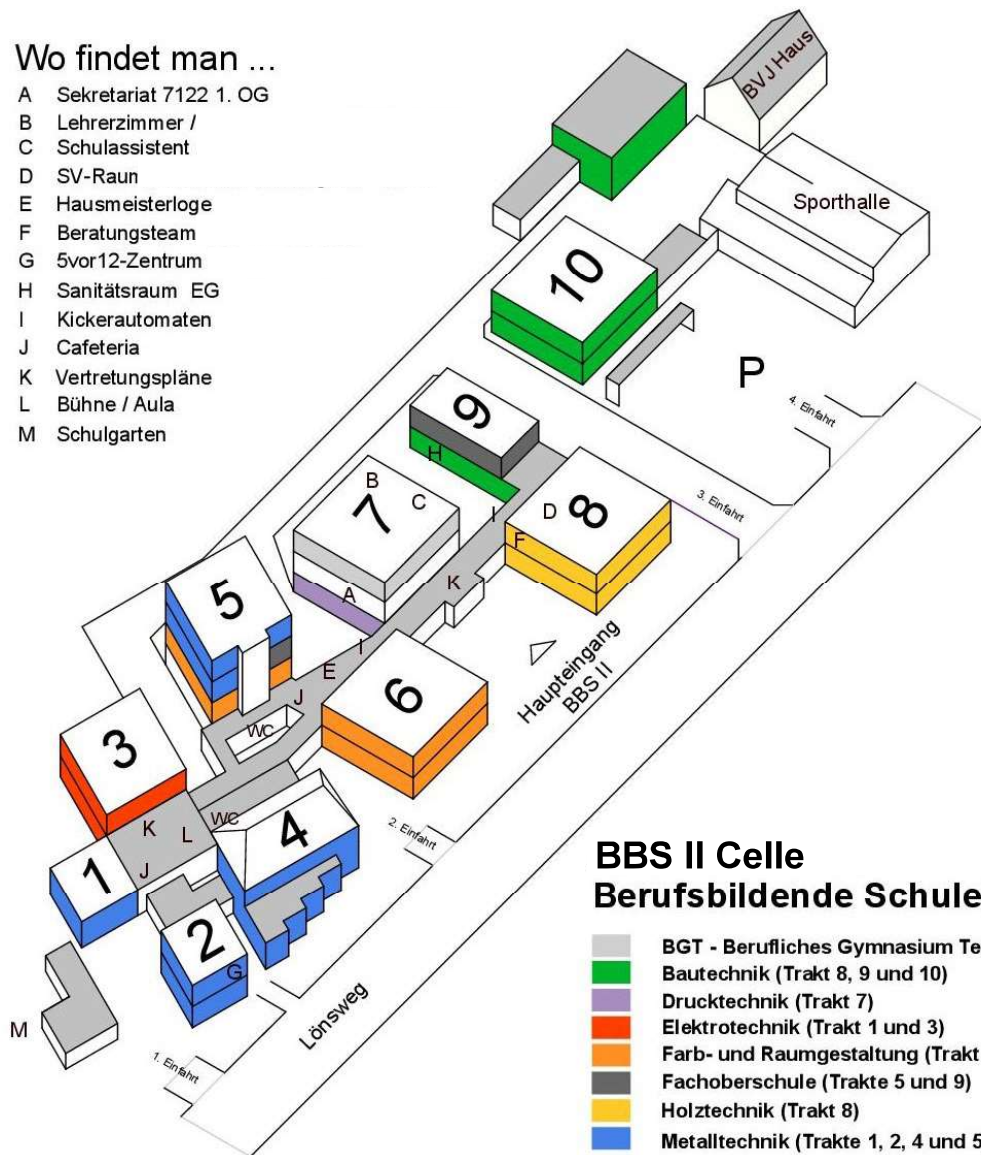 Wo findet man ...
A Sekretariat 7122 1. OG
B Lehrerzimmer /
C Schulassistent
D SV-Raun
E Hausmeisterloge
F Beratungsteam
G 5vor12-Zentrum
H Sanitätsraum EG
I Kickerautomaten
J Cafeteria
K Vertretungspläne
L Bühne / Aula
M Schulgarten
BVJ Haus
Sporthalle
10
P
4. Einfahrt
9
H
3. Einfahrt
B
C
7
I
D
8
F
A
K
5
I
E
Haupteingang
BBS II
J
6
WC
3
K
L
WC
4
2. Einfahrt
J
1
2
G
M
Lönsweg
1. Einfahrt
BBS II Celle
Berufsbildende Schule
BGT - Berufliches Gymnasium Te
Bautechnik (Trakt 8, 9 und 10)
Drucktechnik (Trakt 7)
Elektrotechnik (Trakt 1 und 3)
Farb- und Raumgestaltung (Trakt
Fachoberschule (Trakte 5 und 9)
Holztechnik (Trakt 8)
Metalltechnik (Trakte 1, 2, 4 und 5